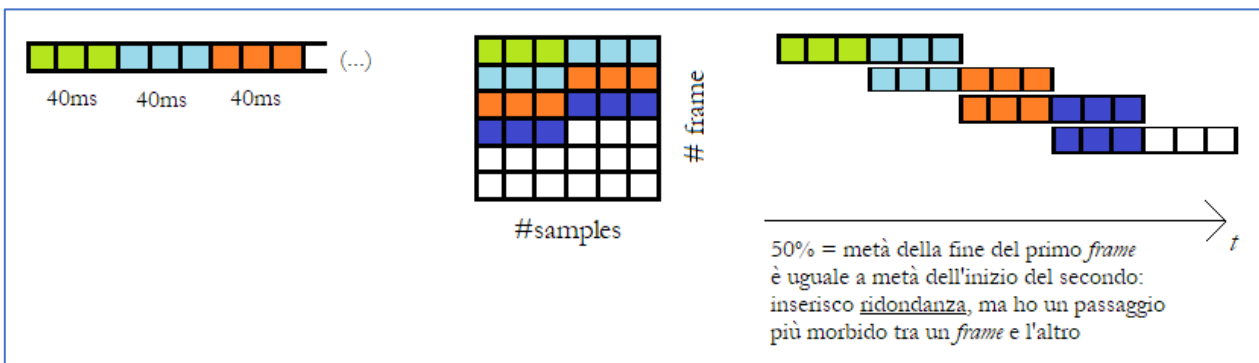 (...)
40ms
40ms
40ms
# frame
#samples
t
50% = metà della fine del primo frame
è uguale a metà dell'inizio del secondo:
inserisco ridondanza, ma ho un passaggio
più morbido tra un frame e l'altro